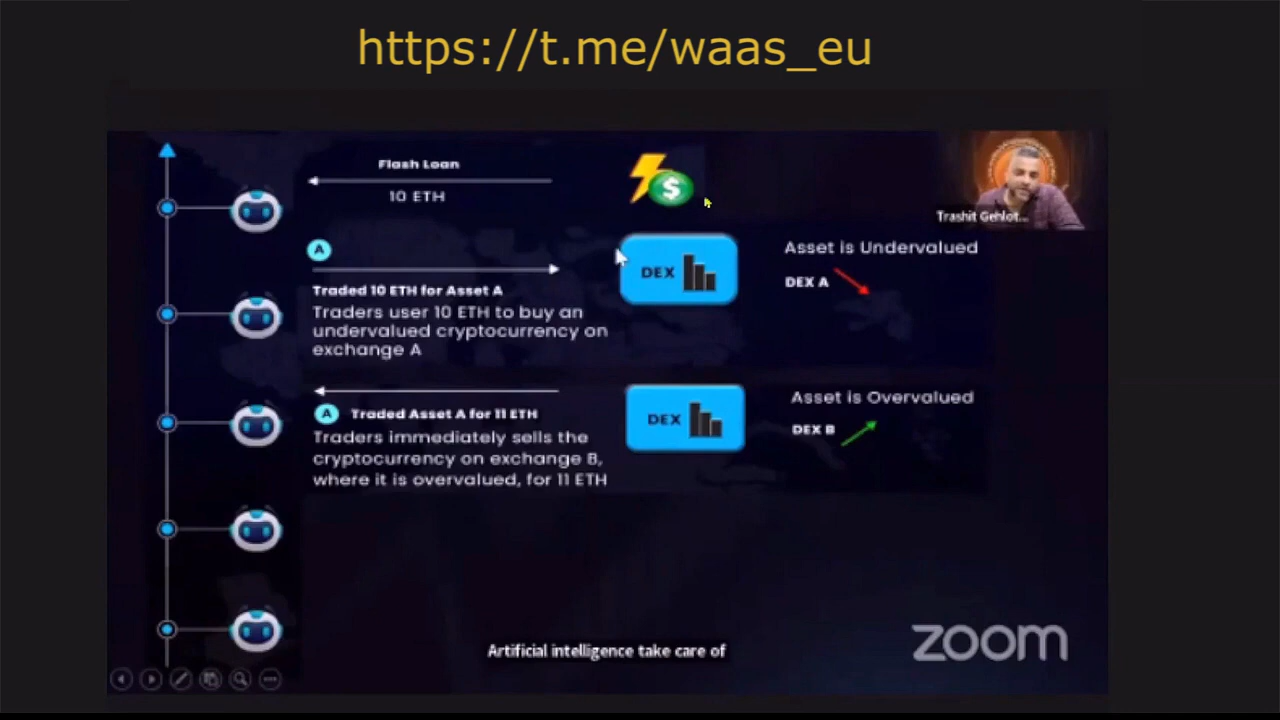 https://t.me/waas_eu
Flash Loan
10 ETH
Trashit Gehlot...
A
DEX
Asset is Undervalued
DEX A
Traded 10 ETH for Asset A
Traders user 10 ETH to buy an
undervalued cryptocurrency on
exchange A
A Traded Asset A for 11 ETH
DEX
Asset is Overvalued
DEX B
Traders immediately sells the
cryptocurrency on exchange B,
where it is overvalued, for 11 ETH
Artificial intelligence take care of
zoom